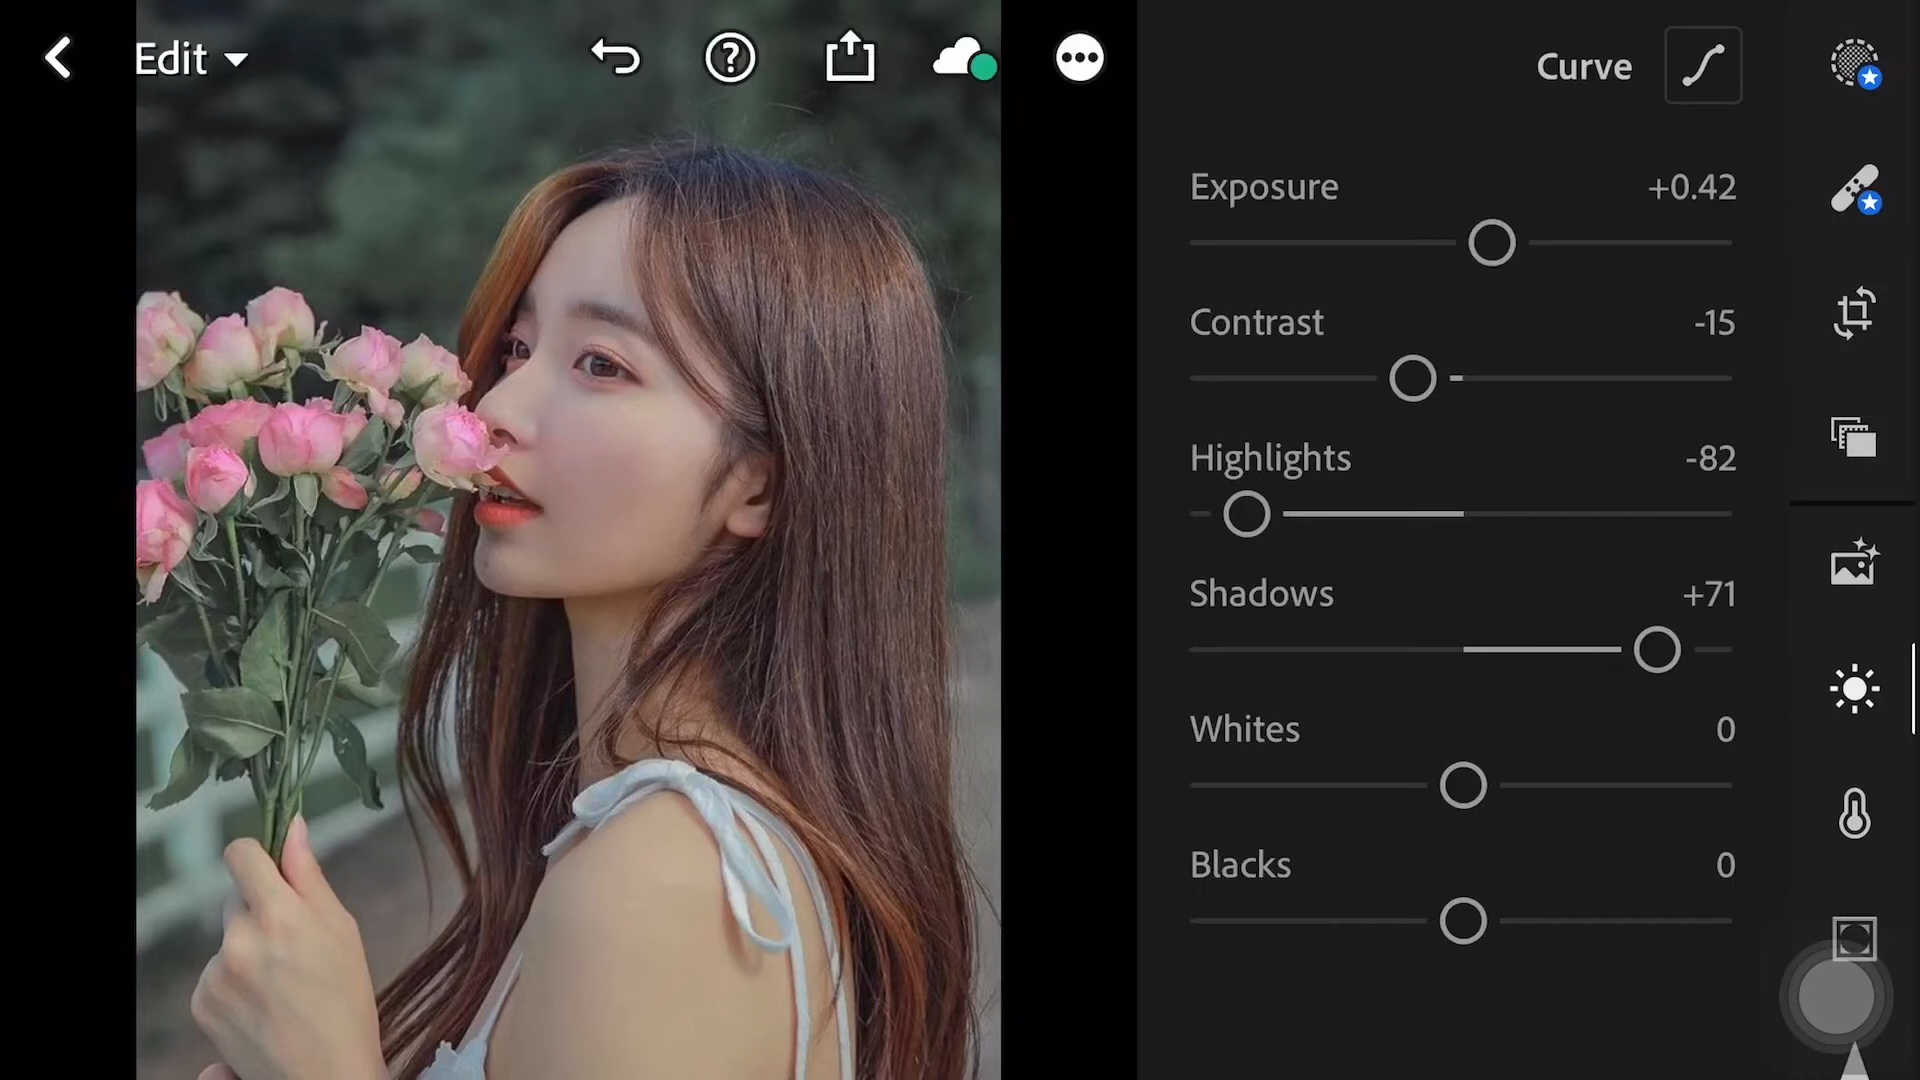 Edit
Curve
Exposure +0.42
Contrast -15
Highlights -82
Shadows +71
Whites 0
Blacks 0